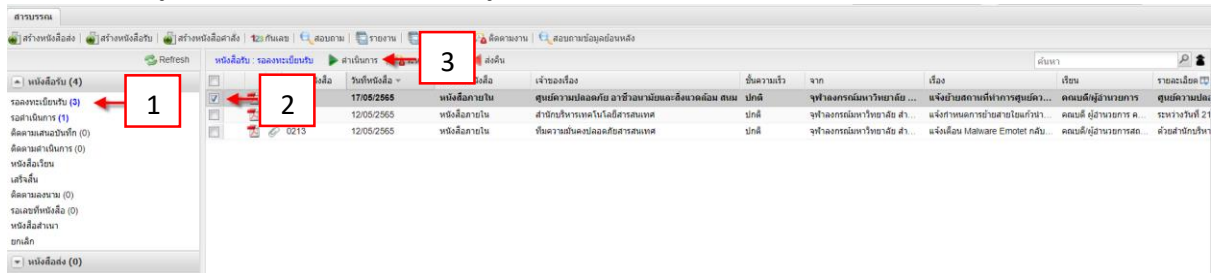 สารบรรณ
สร้างหนังสือส่ง สร้างหนังสือรับ สร้างหนังสือคำสั่ง กันเลข สอบถาม รายงาน ติดตามงาน สอบถามข้อมูลย้อนหลัง
Refresh หนังสือรับ : รอลงทะเบียนรับ ดำเนินการ 3 ส่งคืน ค้นหา
หนังสือรับ (4) วันที่หนังสือ เจ้าของเรื่อง ชั้นความเร็ว จาก เรื่อง เรียน รายละเอียด
รอลงทะเบียนรับ (3) 1 2 17/05/2565 หนังสือภายใน ศูนย์ความปลอดภัย อาชีวอนามัยและสิ่งแวดล้อม ศนม ปกติ จุฬาลงกรณ์มหาวิทยาลัย ... แจ้งย้ายสถานที่ทำการศูนย์คว... คณบดี/ผู้อำนวยการ ศูนย์ความปลอ
รอดำเนินการ (1) 12/05/2565 หนังสือภายใน สำนักบริหารเทคโนโลยีสารสนเทศ ปกติ จุฬาลงกรณ์มหาวิทยาลัย สำ... แจ้งกำหนดการย้ายสายใยแก้วนำ... คณบดี ผู้อำนวยการ ค... ระหว่างวันที่ 21
ติดตามเสนอบันทึก (0) 0213 12/05/2565 หนังสือภายใน ทีมความมั่นคงปลอดภัยสารสนเทศ ปกติ จุฬาลงกรณ์มหาวิทยาลัย สำ... แจ้งเตือน Malware Emotet กลับ... คณบดี/ผู้อำนวยการสถ... ด้วยสำนักบริหา
ติดตามดำเนินการ (0)
หนังสือเวียน
เสร็จสิ้น
ติดตามลงนาม (0)
รอเลขที่หนังสือ (0)
หนังสือสำเนา
ยกเลิก
หนังสือส่ง (0)